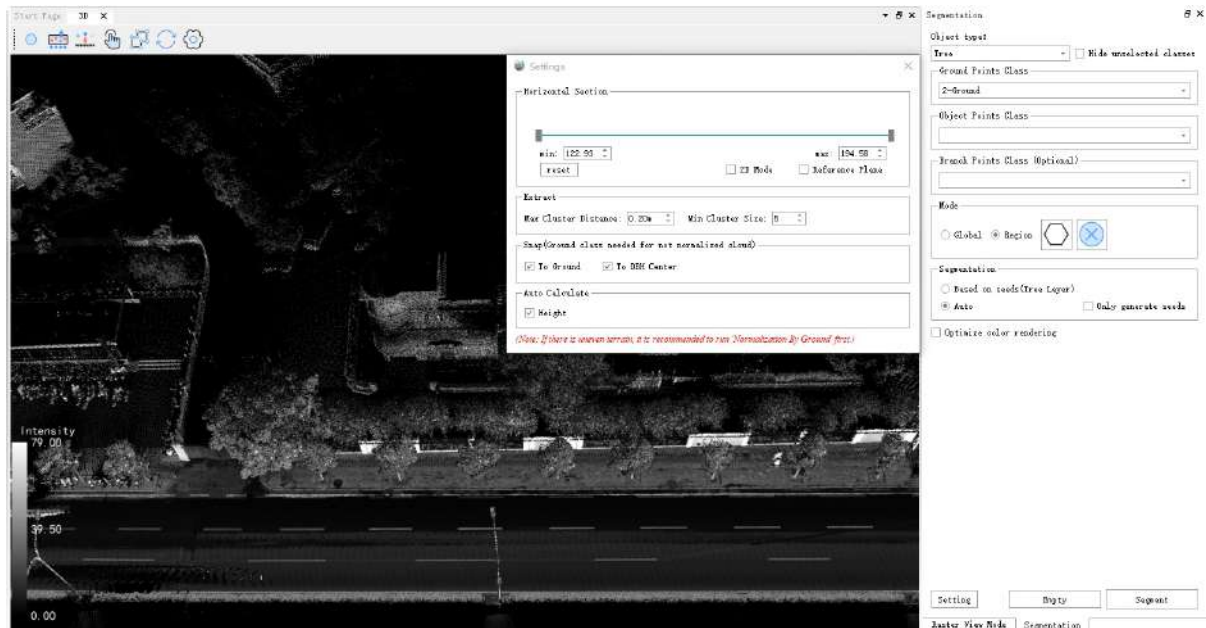 Start Page 3D
Settings
Horizontal Section
min: 122.93 max: 194.58
reset 2D Mode Reference Plane
Extract
Max Cluster Distance: 0.20m Min Cluster Size: 5
Snap(Ground class needed for not normalized cloud)
To Ground To DBH Center
Auto Calculate
Height
(Note: If there is uneven terrain, it is recommended to run 'Normalization By Ground' first.)
Intensity
79.00
39.50
0.00
Segmentation
Object type:
Tree Hide unselected classes
Ground Points Class
2-Ground
Object Points Class
Branch Points Class (Optional)
Mode
Global Region
Segmentation
Based on seeds(Tree Layer)
Auto Only generate seeds
Optimize color rendering
Setting Empty Segment
Raster View Mode Segmentation